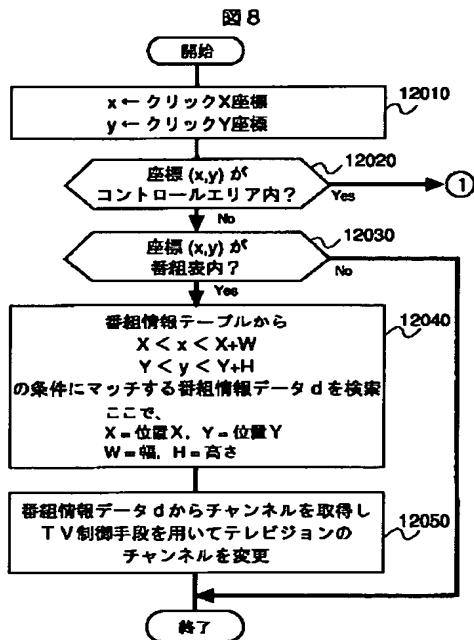 図8
開始
x ← クリックX座標
y ← クリックY座標
12010
座標 (x,y) が
コントロールエリア内?
12020
Yes
①
No
座標 (x,y) が
番組表内?
12030
No
Yes
番組情報テーブルから
X < x < X+W
Y < y < Y+H
の条件にマッチする番組情報データdを検索
ここで、
X = 位置X, Y = 位置Y
W = 幅, H = 高さ
12040
番組情報データdからチャンネルを取得し
TV制御手段を用いてテレビジョンの
チャンネルを変更
12050
終了